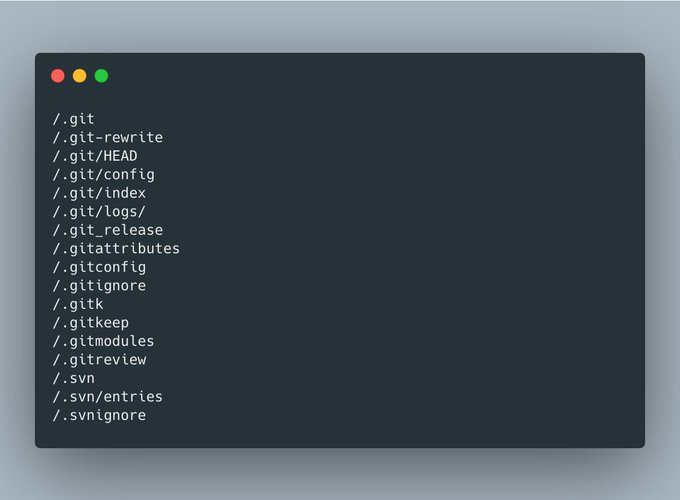 /.git
/.git-rewrite
/.git/HEAD
/.git/config
/.git/index
/.git/logs/
/.git_release
/.gitattributes
/.gitconfig
/.gitignore
/.gitk
/.gitkeep
/.gitmodules
/.gitreview
/.svn
/.svn/entries
/.svnignore